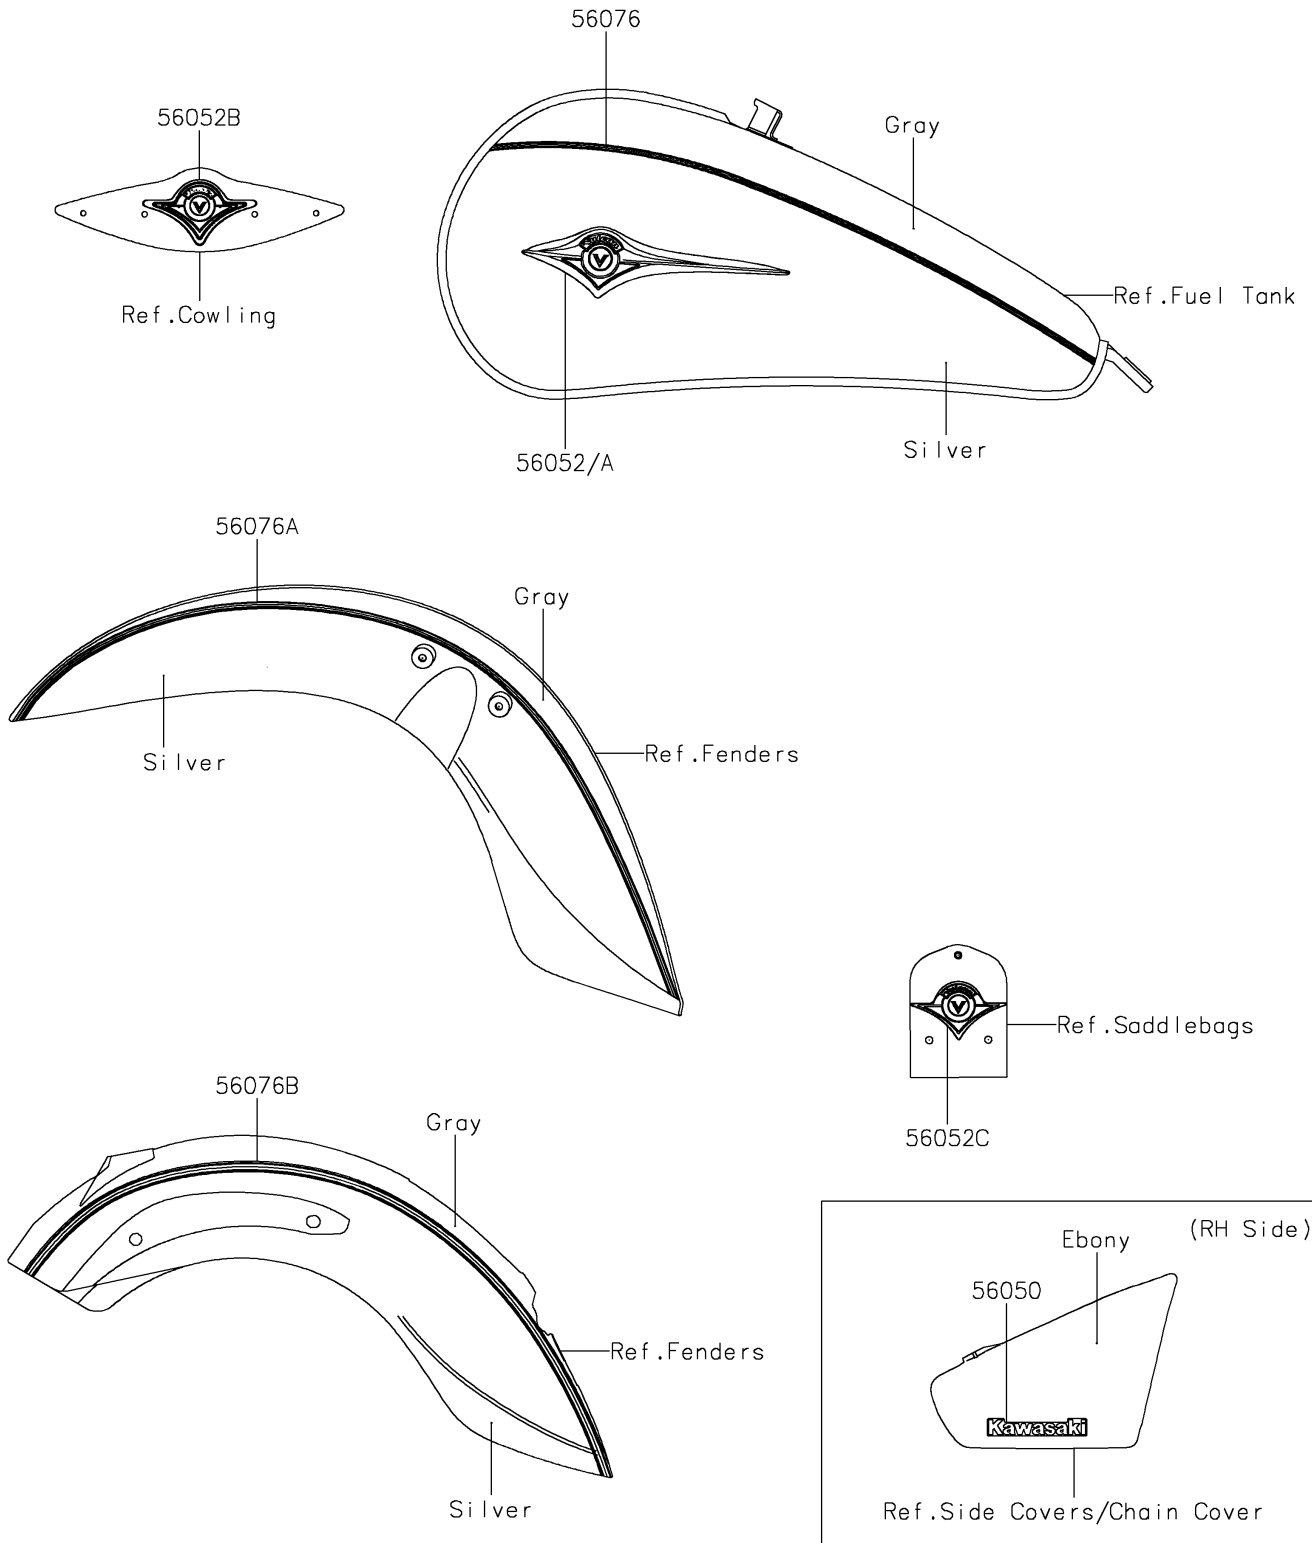 56076
56052B
Gray
V
V
Ref.Cowling
Ref.Fuel Tank
Silver
56052/A
56076A
Gray
Silver
Ref.Fenders
V
Ref.Saddlebags
56076B
Gray
56052C
(RH Side)
Ebony
56050
Ref.Fenders
Kawasaki
Silver
Ref.Side Covers/Chain Cover